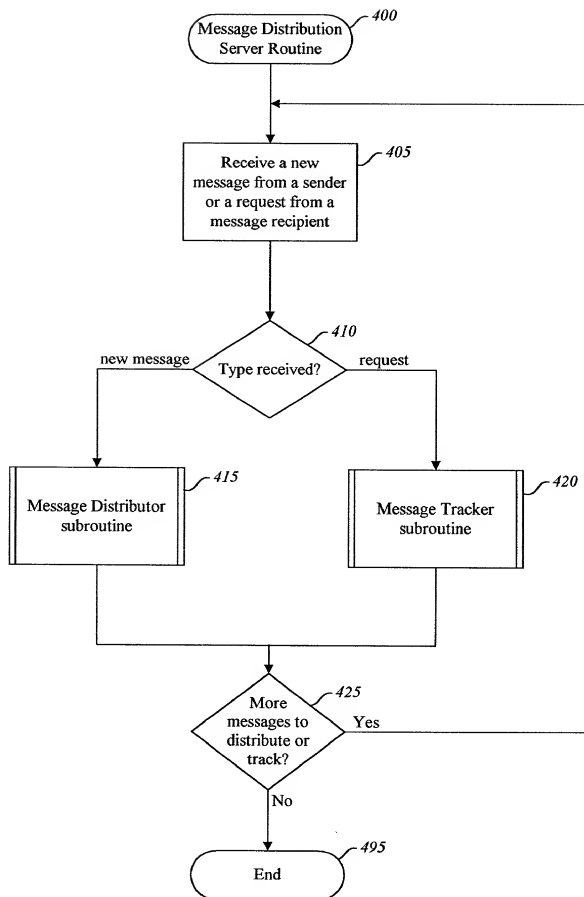 Message Distribution
Server Routine
400
Receive a new
message from a sender
or a request from a
message recipient
405
410
new message
Type received?
request
Message Distributor
subroutine
415
Message Tracker
subroutine
420
425
More
messages to
distribute or
track?
Yes
No
End
495